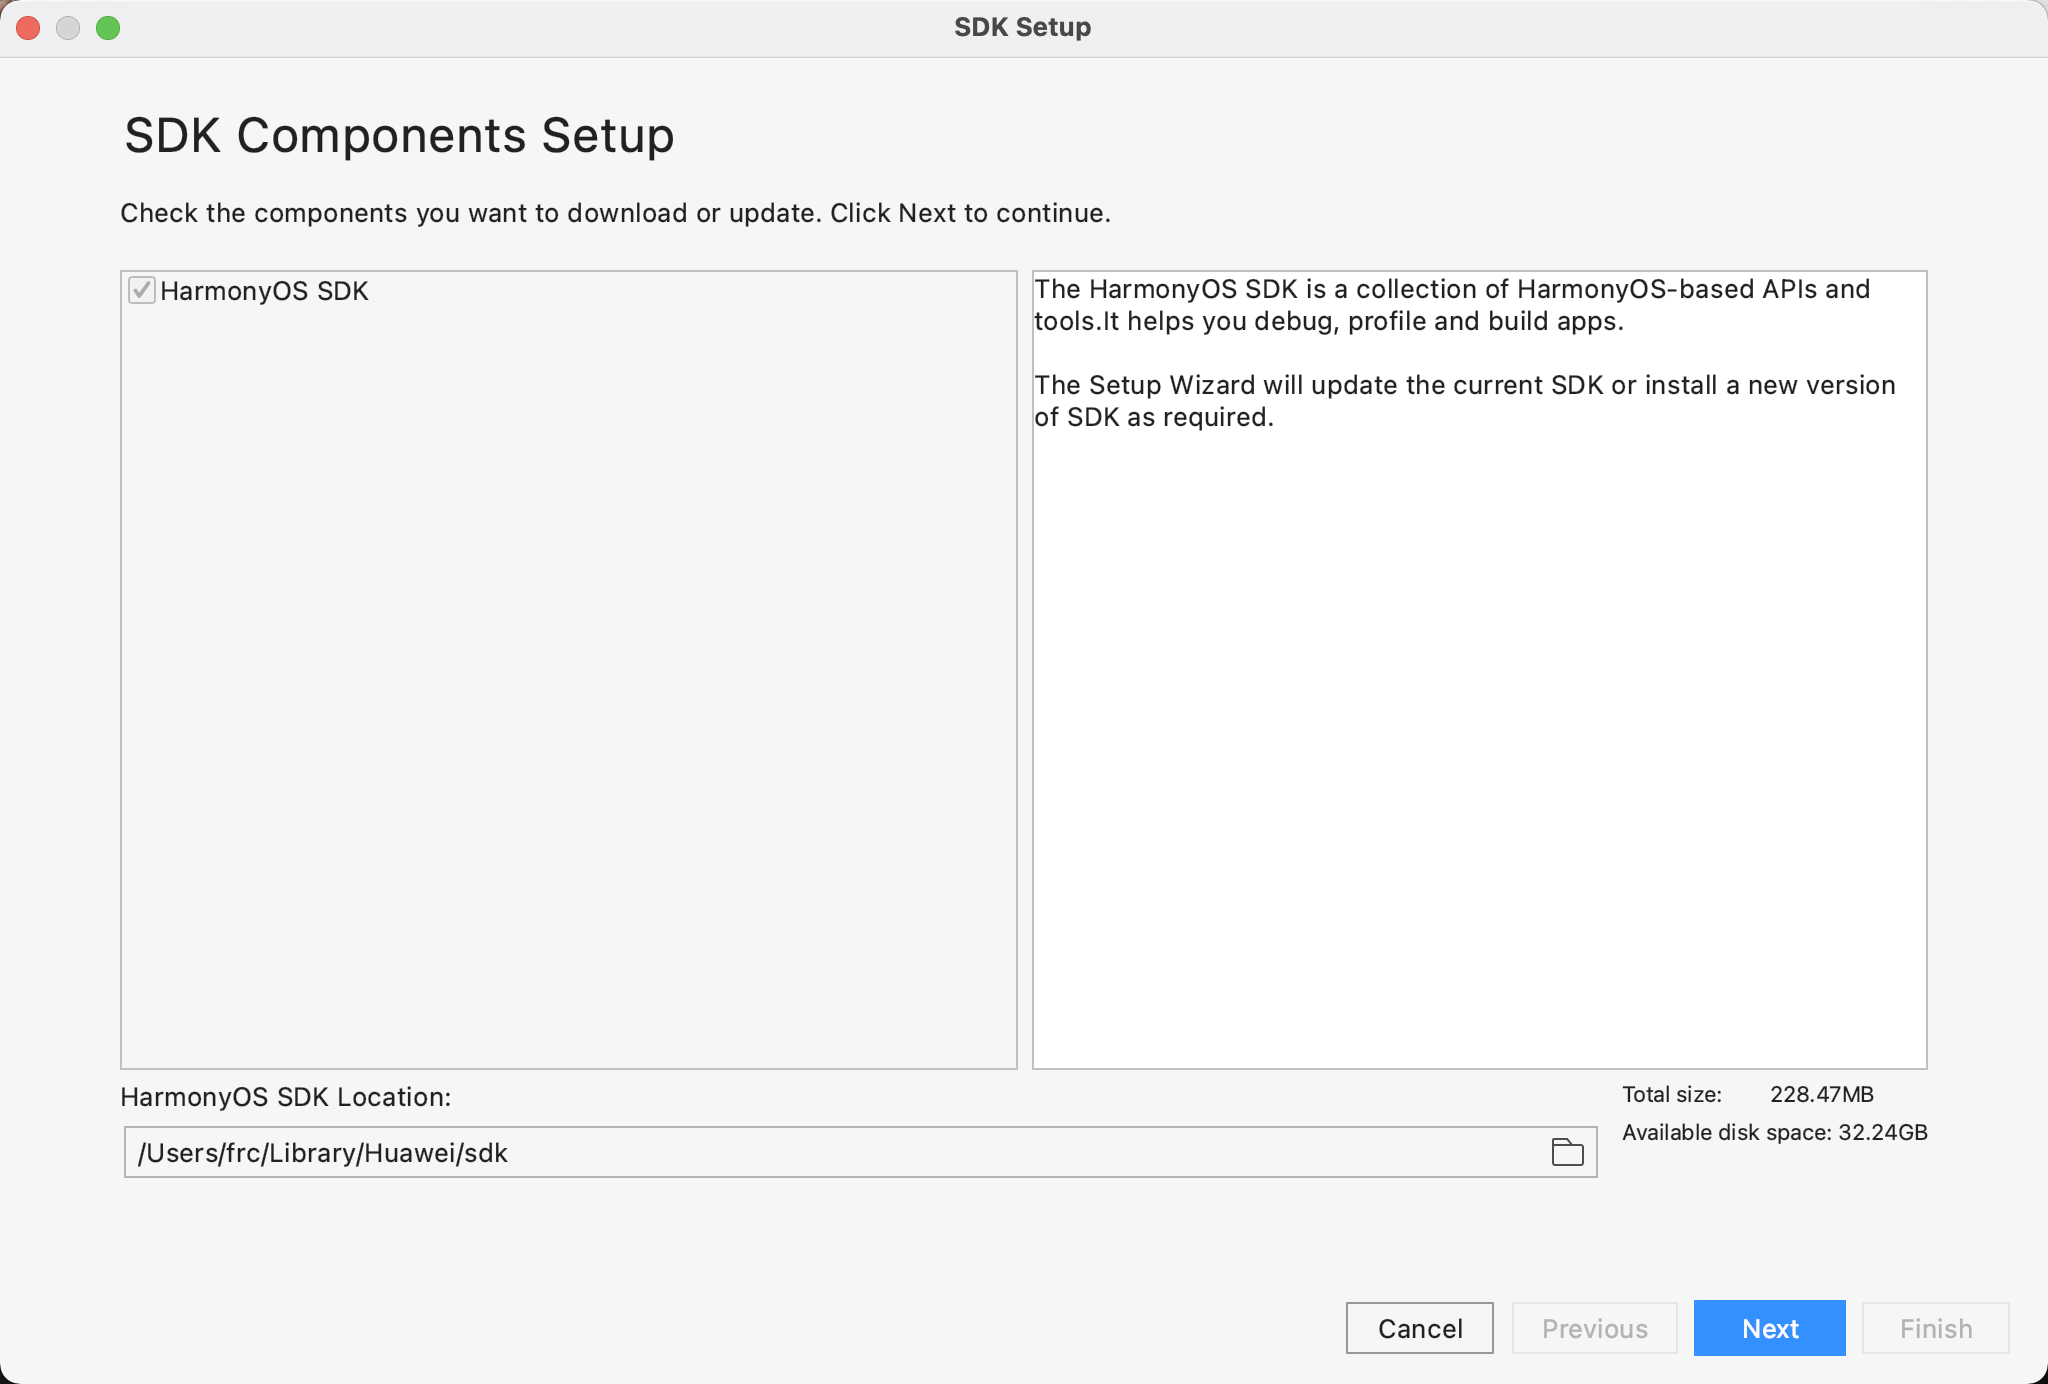 SDK Setup
SDK Components Setup
Check the components you want to download or update. Click Next to continue.
HarmonyOS SDK
The HarmonyOS SDK is a collection of HarmonyOS-based APIs and
tools.It helps you debug, profile and build apps.
The Setup Wizard will update the current SDK or install a new version
of SDK as required.
HarmonyOS SDK Location:
/Users/frc/Library/Huawei/sdk
Total size: 228.47MB
Available disk space: 32.24GB
Cancel
Previous
Next
Finish